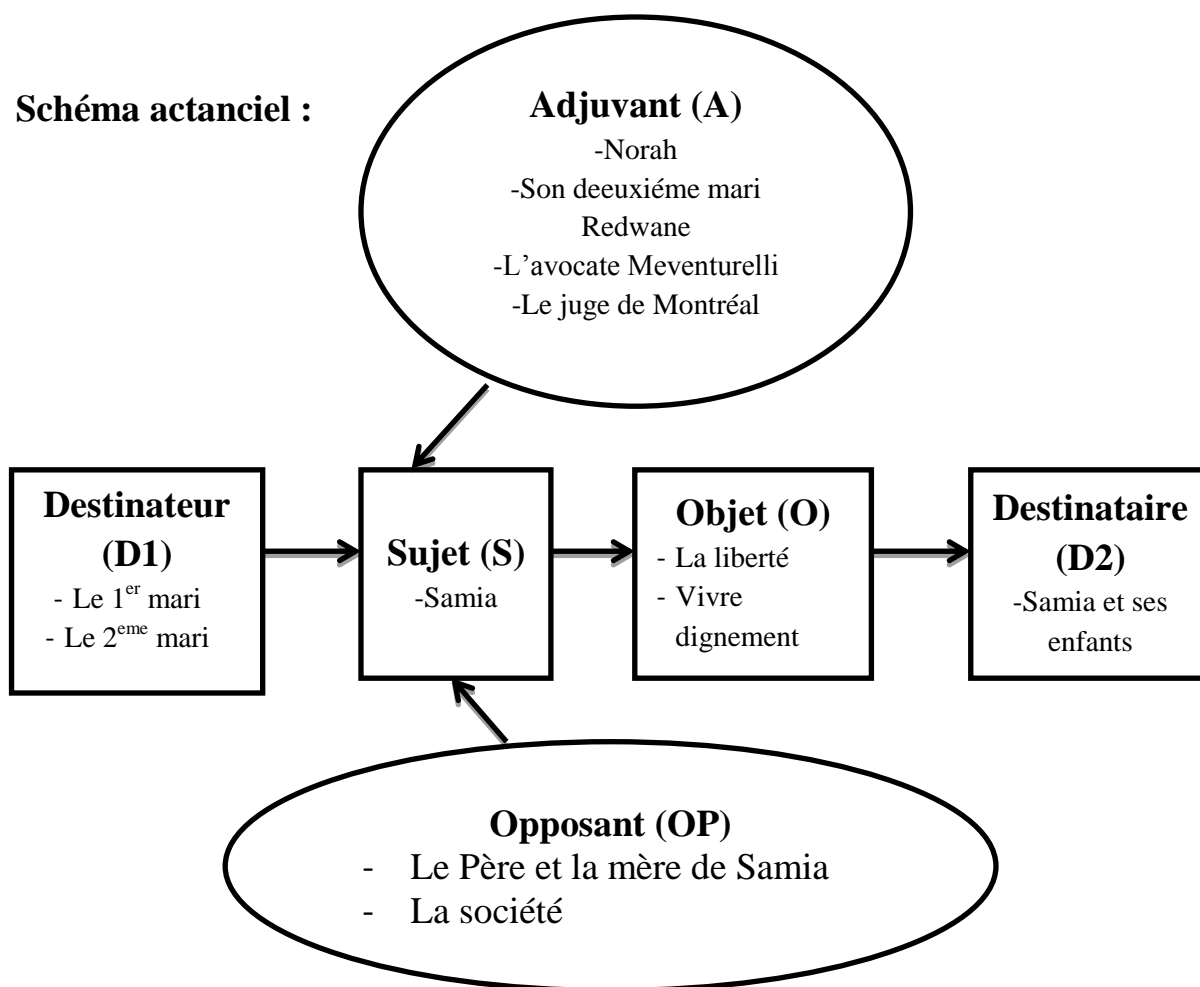 Schéma actanciel :
Adjuvant (A)
-Norah
-Son deeuxiéme mari
Redwane
-L’avocate Meventurelli
-Le juge de Montréal
Destinateur
(D1)
- Le 1er mari
- Le 2eme mari
Sujet (S)
-Samia
Objet (O)
- La liberté
- Vivre
dignement
Destinataire
(D2)
-Samia et ses
enfants
Opposant (OP)
- Le Père et la mère de Samia
- La société